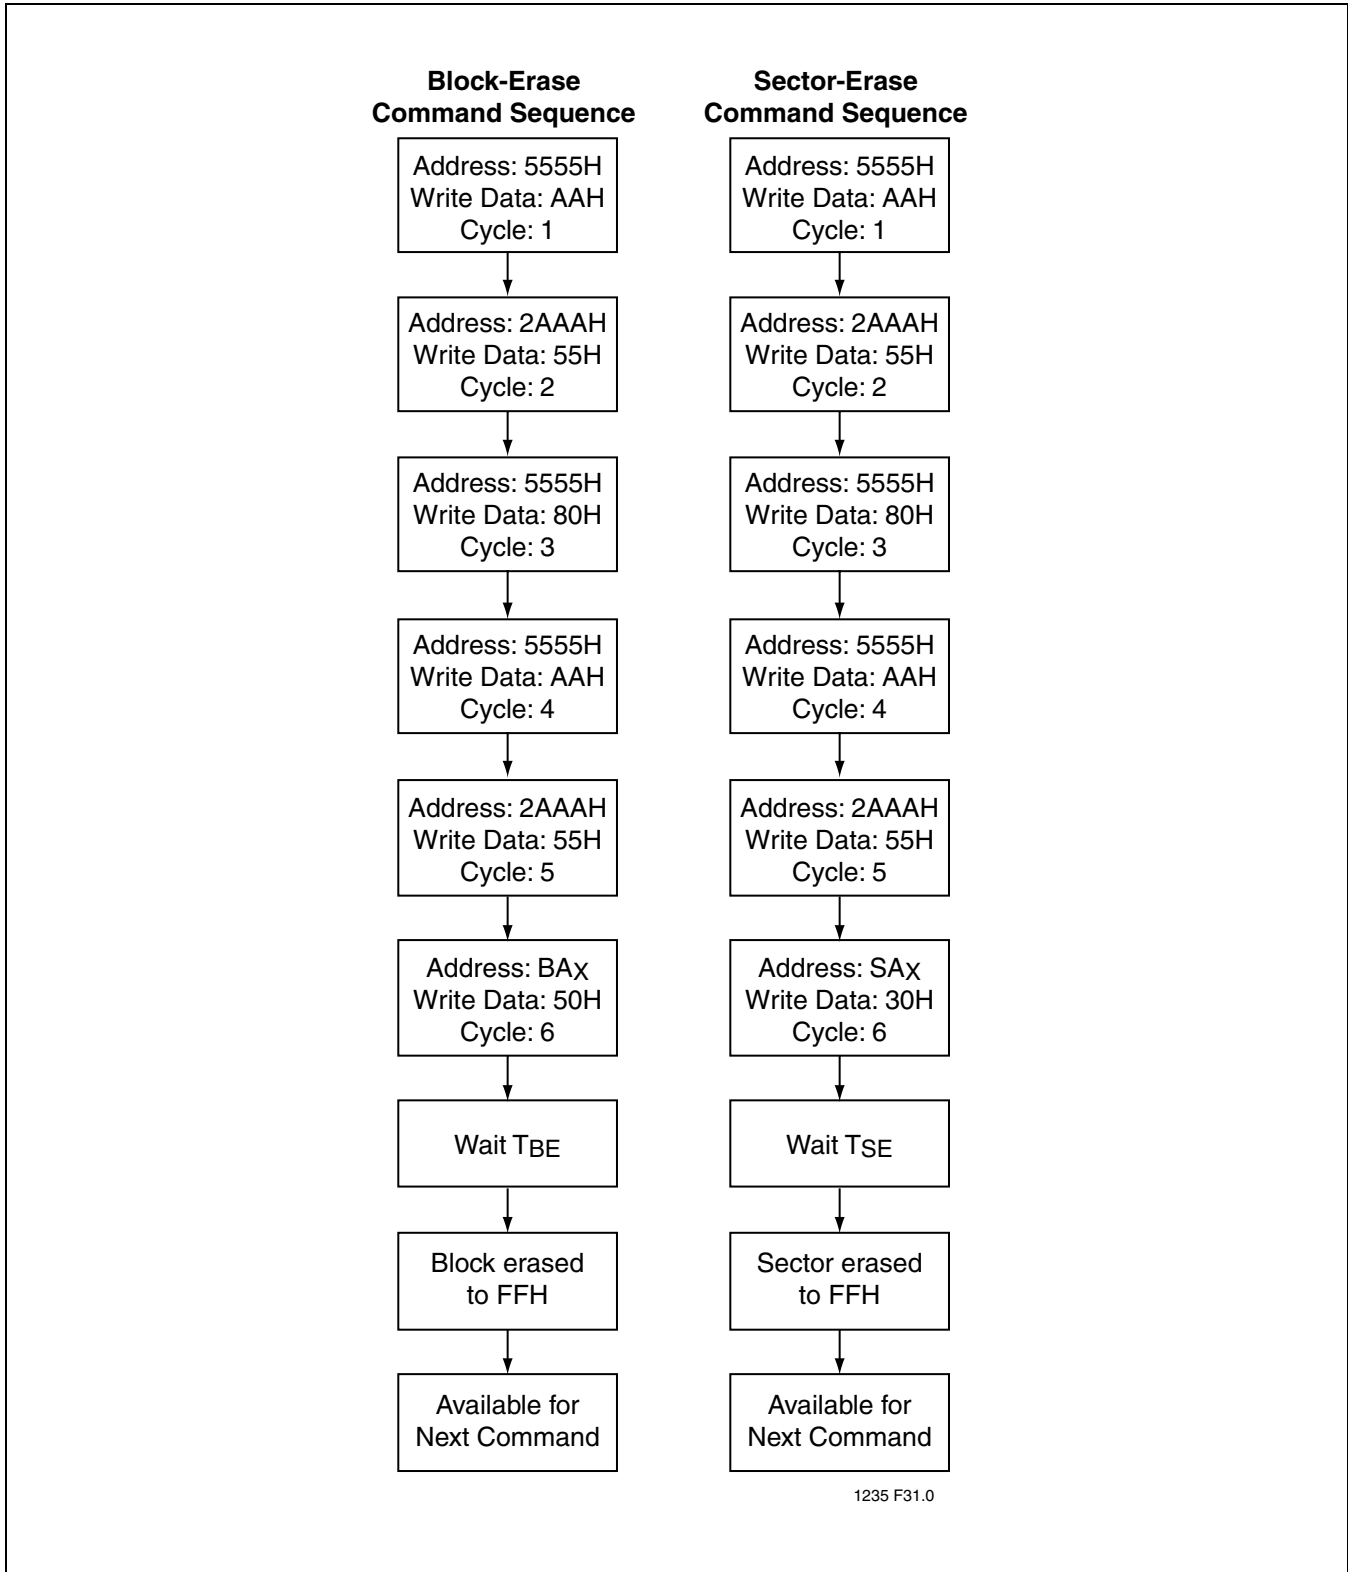 Block-Erase
Command Sequence
Address: 5555H
Write Data: AAH
Cycle: 1
Address: 2AAAH
Write Data: 55H
Cycle: 2
Address: 5555H
Write Data: 80H
Cycle: 3
Address: 5555H
Write Data: AAH
Cycle: 4
Address: 2AAAH
Write Data: 55H
Cycle: 5
Address: BAX
Write Data: 50H
Cycle: 6
Wait TBE
Block erased
to FFH
Available for
Next Command
Sector-Erase
Command Sequence
Address: 5555H
Write Data: AAH
Cycle: 1
Address: 2AAAH
Write Data: 55H
Cycle: 2
Address: 5555H
Write Data: 80H
Cycle: 3
Address: 5555H
Write Data: AAH
Cycle: 4
Address: 2AAAH
Write Data: 55H
Cycle: 5
Address: SAX
Write Data: 30H
Cycle: 6
Wait TSE
Sector erased
to FFH
Available for
Next Command
1235 F31.0